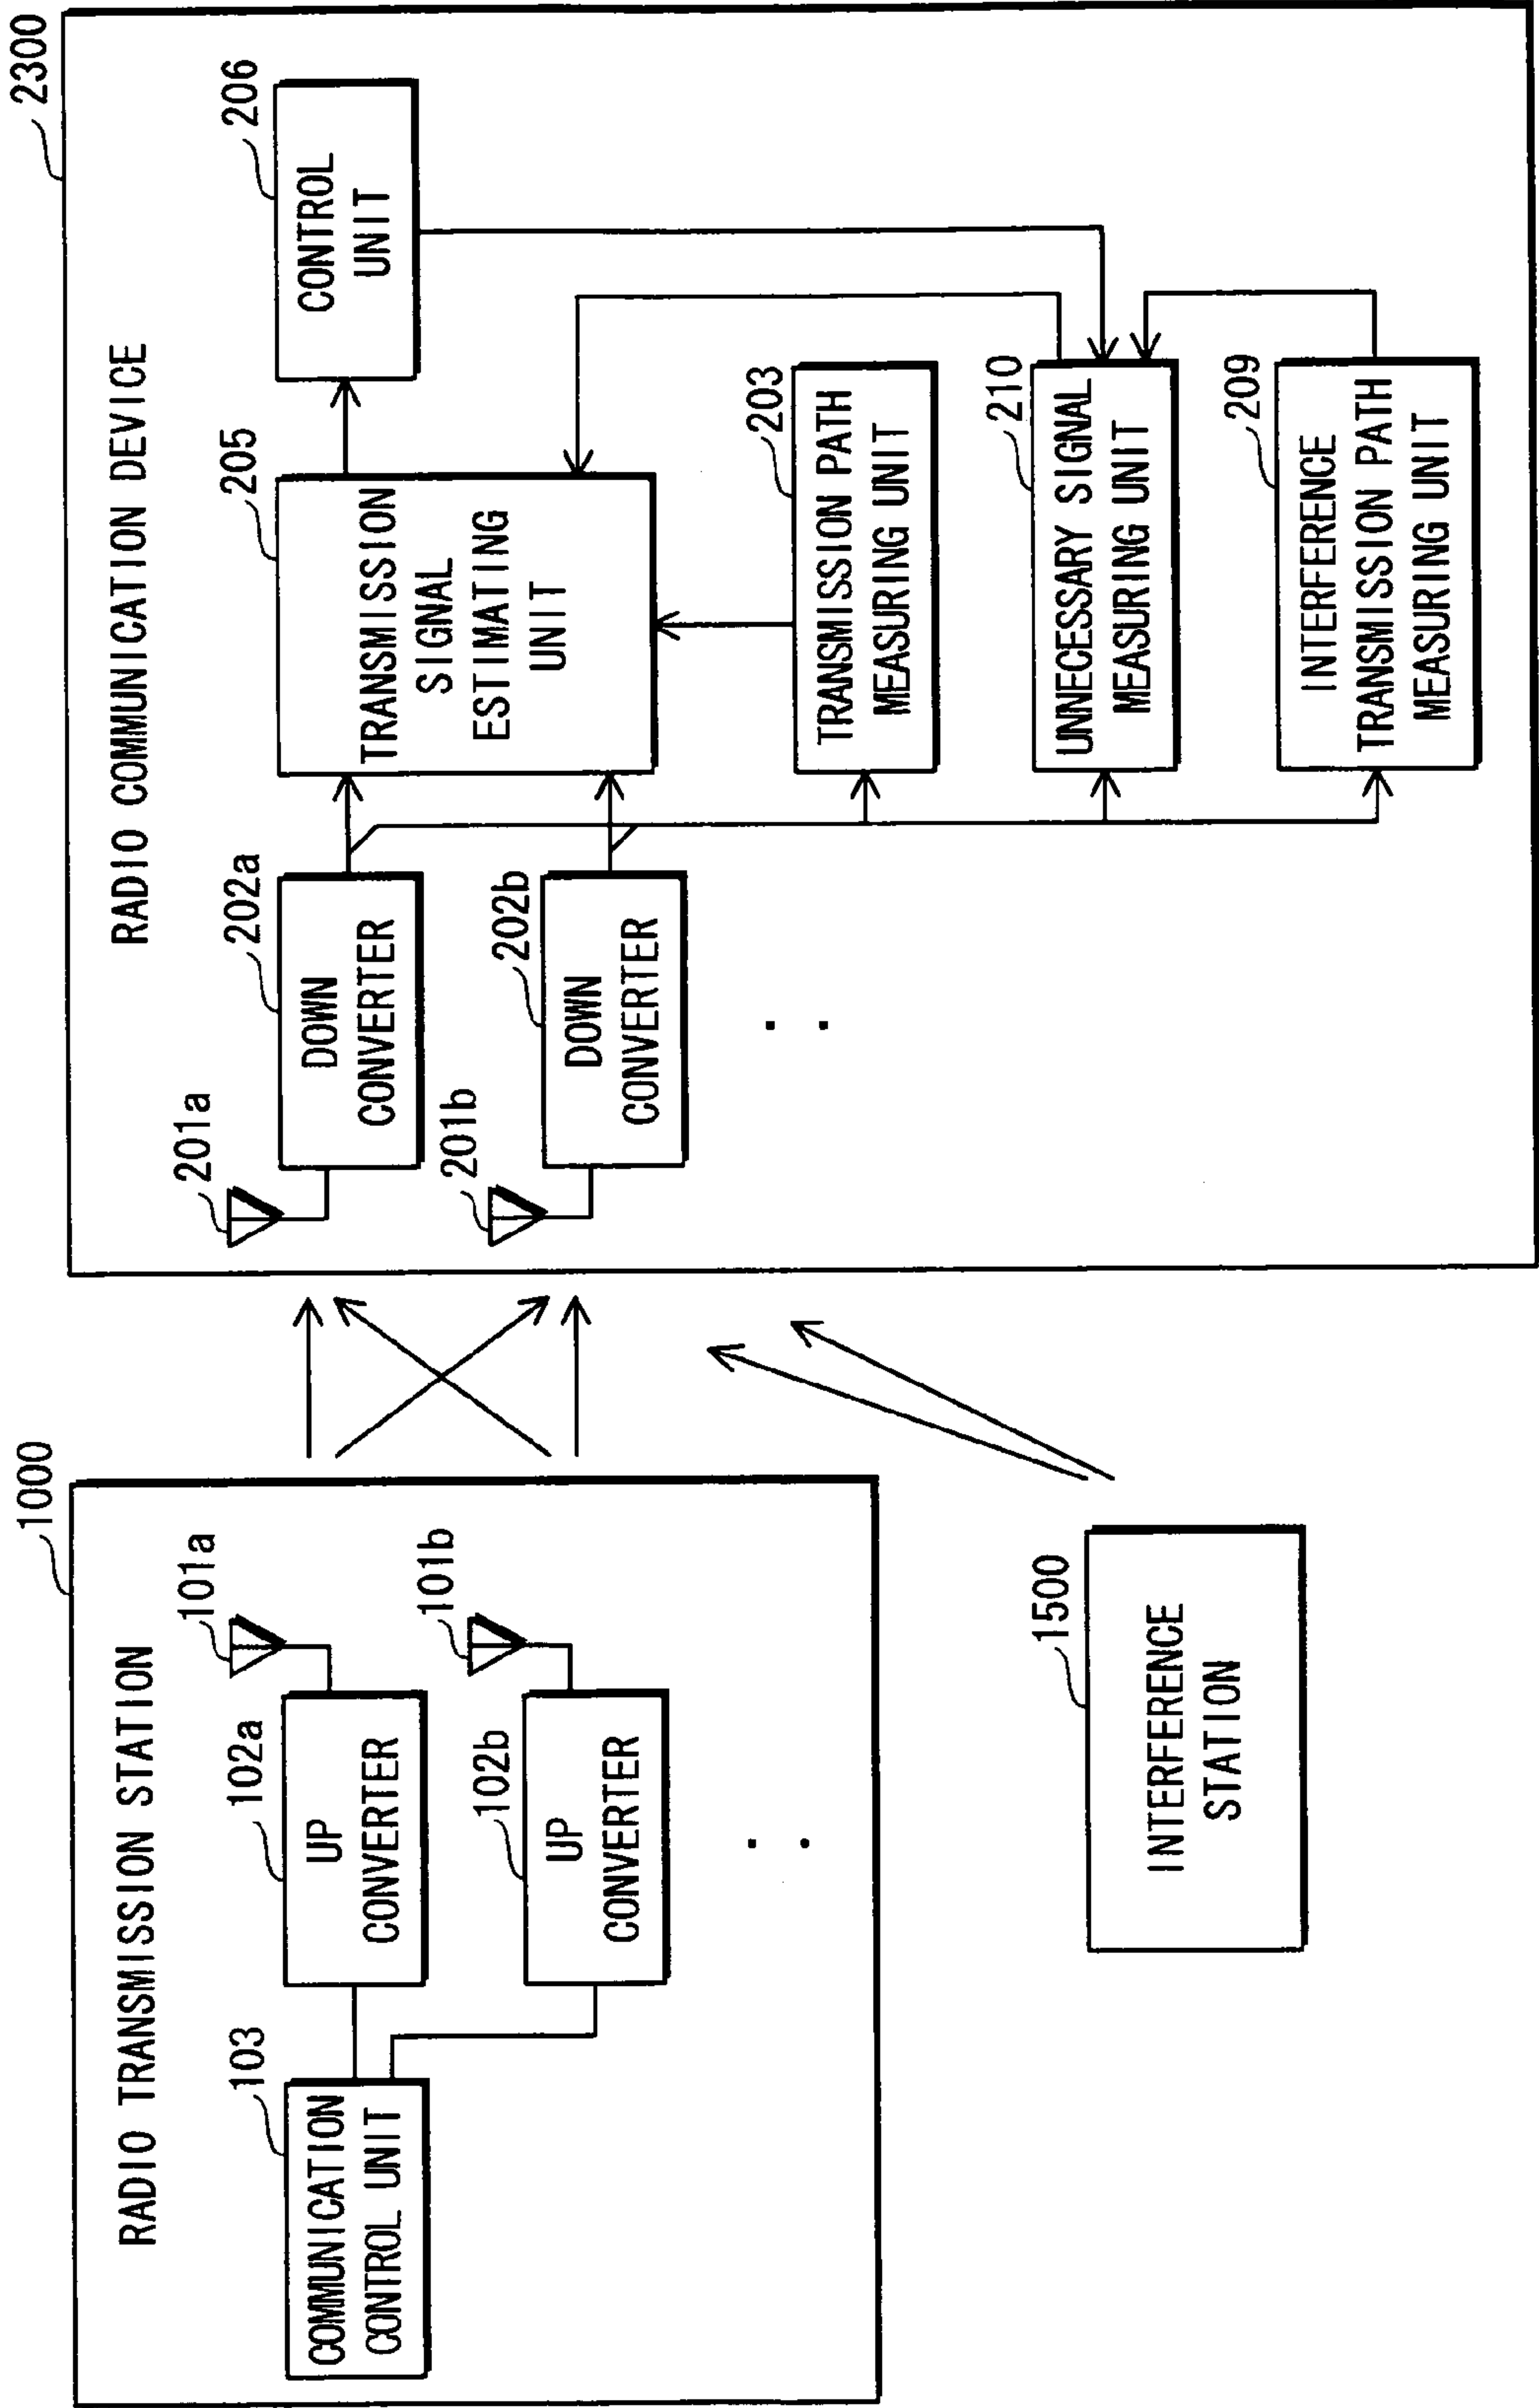 1000
RADIO TRANSMISSION STATION
103
COMMUNICATION
CONTROL UNIT
102a
UP
CONVERTER
101a
102b
UP
CONVERTER
101b
1500
INTERFERENCE
STATION
2300
RADIO COMMUNICATION DEVICE
201a
202a
DOWN
CONVERTER
201b
202b
DOWN
CONVERTER
205
TRANSMISSION
SIGNAL
ESTIMATING
UNIT
206
CONTROL
UNIT
203
TRANSMISSION PATH
MEASURING UNIT
210
UNNECESSARY SIGNAL
MEASURING UNIT
209
INTERFERENCE
TRANSMISSION PATH
MEASURING UNIT